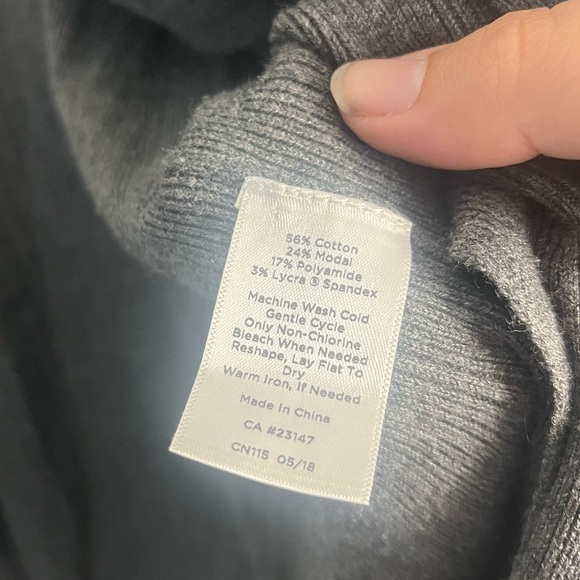 56% Cotton
24% Modal
17% Polyamide
3% Lycra ® Spandex
Machine Wash Cold
Gentle Cycle
Only Non-Chlorine
Bleach When Needed
Reshape, Lay Flat To
Dry
Warm Iron, If Needed
Made In China
CA #23147
CN115 05/18